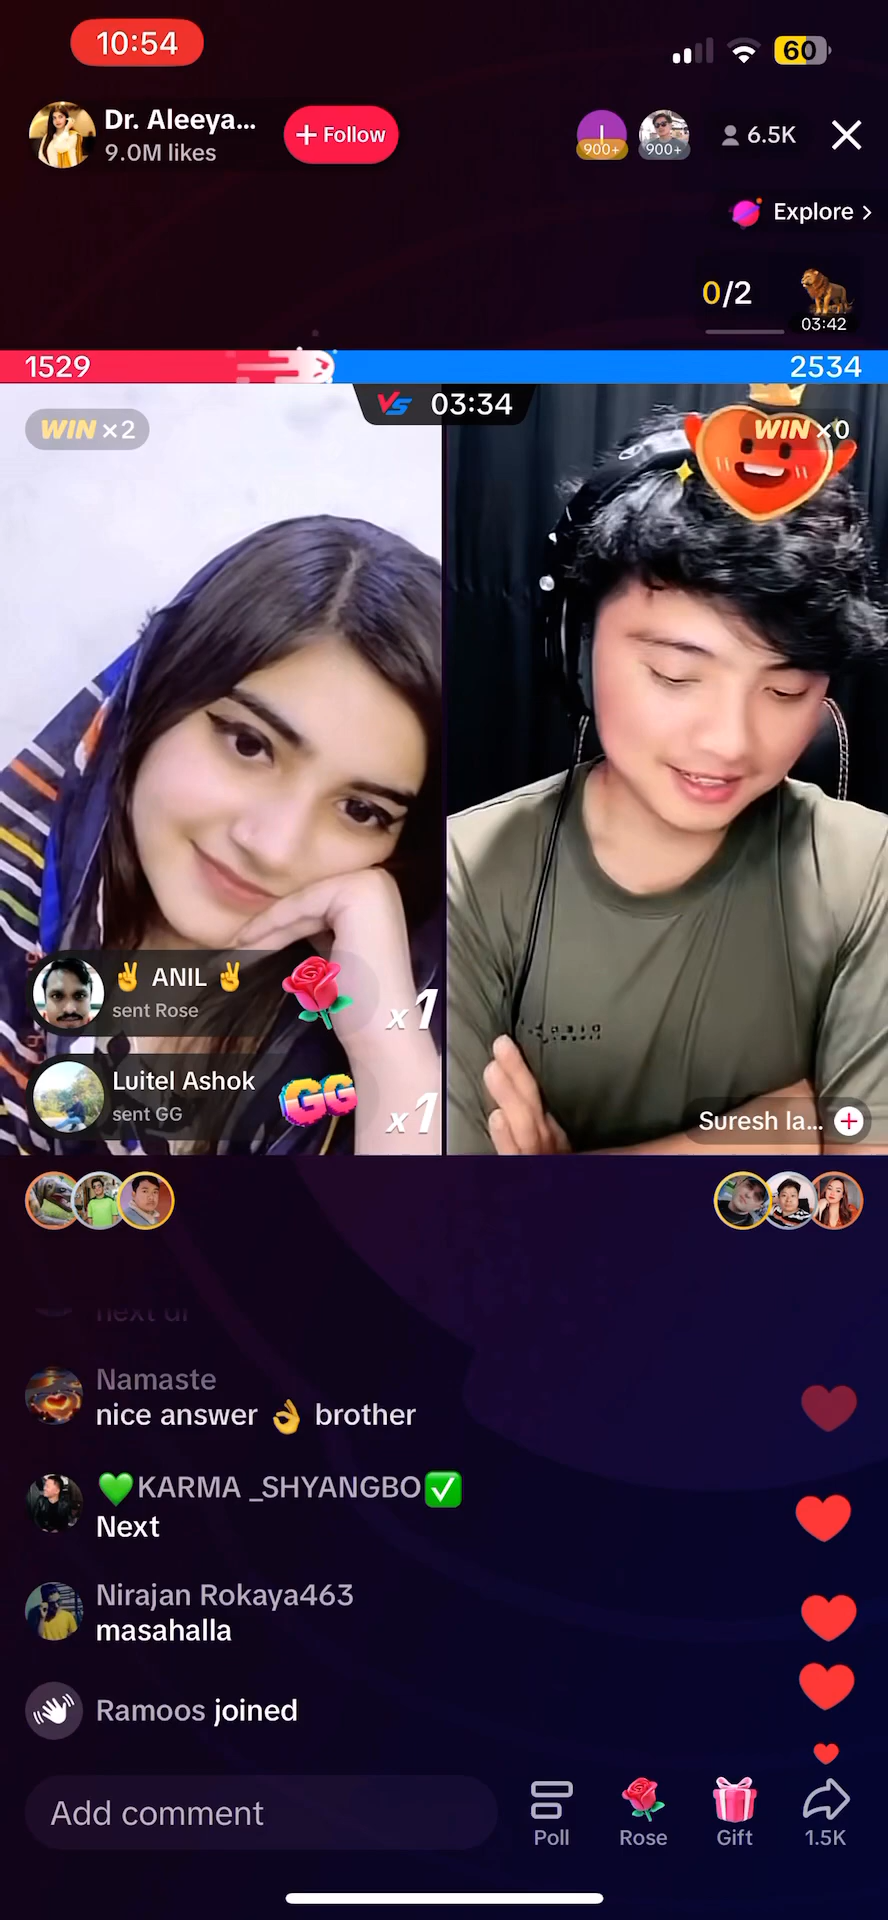 10:54
60
Dr. Aleeya...
9.0M likes
+ Follow
900+
900+
6.5K
Explore >
0/2
03:42
1529
2534
VS 03:34
WIN x2
WIN x0
✌️ ANIL ✌️
sent Rose
x1
Luitel Ashok
sent GG
GG
x1
Suresh la...
Namaste
nice answer 👌 brother
💚KARMA _SHYANGBO✅
Next
Nirajan Rokaya463
masahalla
Ramoos joined
Add comment
Poll
Rose
Gift
1.5K